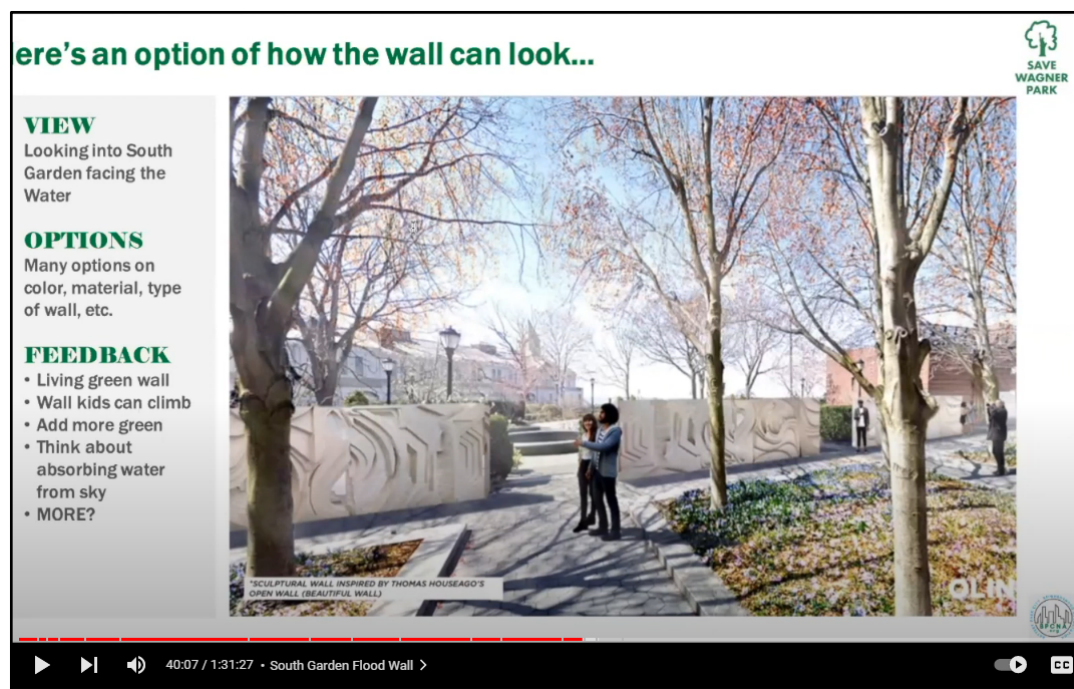 ere's an option of how the wall can look...
SAVE
WAGNER
PARK
VIEW
Looking into South
Garden facing the
Water
OPTIONS
Many options on
color, material, type
of wall, etc.
FEEDBACK
• Living green wall
• Wall kids can climb
• Add more green
• Think about
absorbing water
from sky
• MORE?
*SCULPTURAL WALL INSPIRED BY THOMAS HOUSEAGO'S
OPEN WALL (BEAUTIFUL WALL)
OLIN
BPCNA
40:07 / 1:31:27 • South Garden Flood Wall >
CC